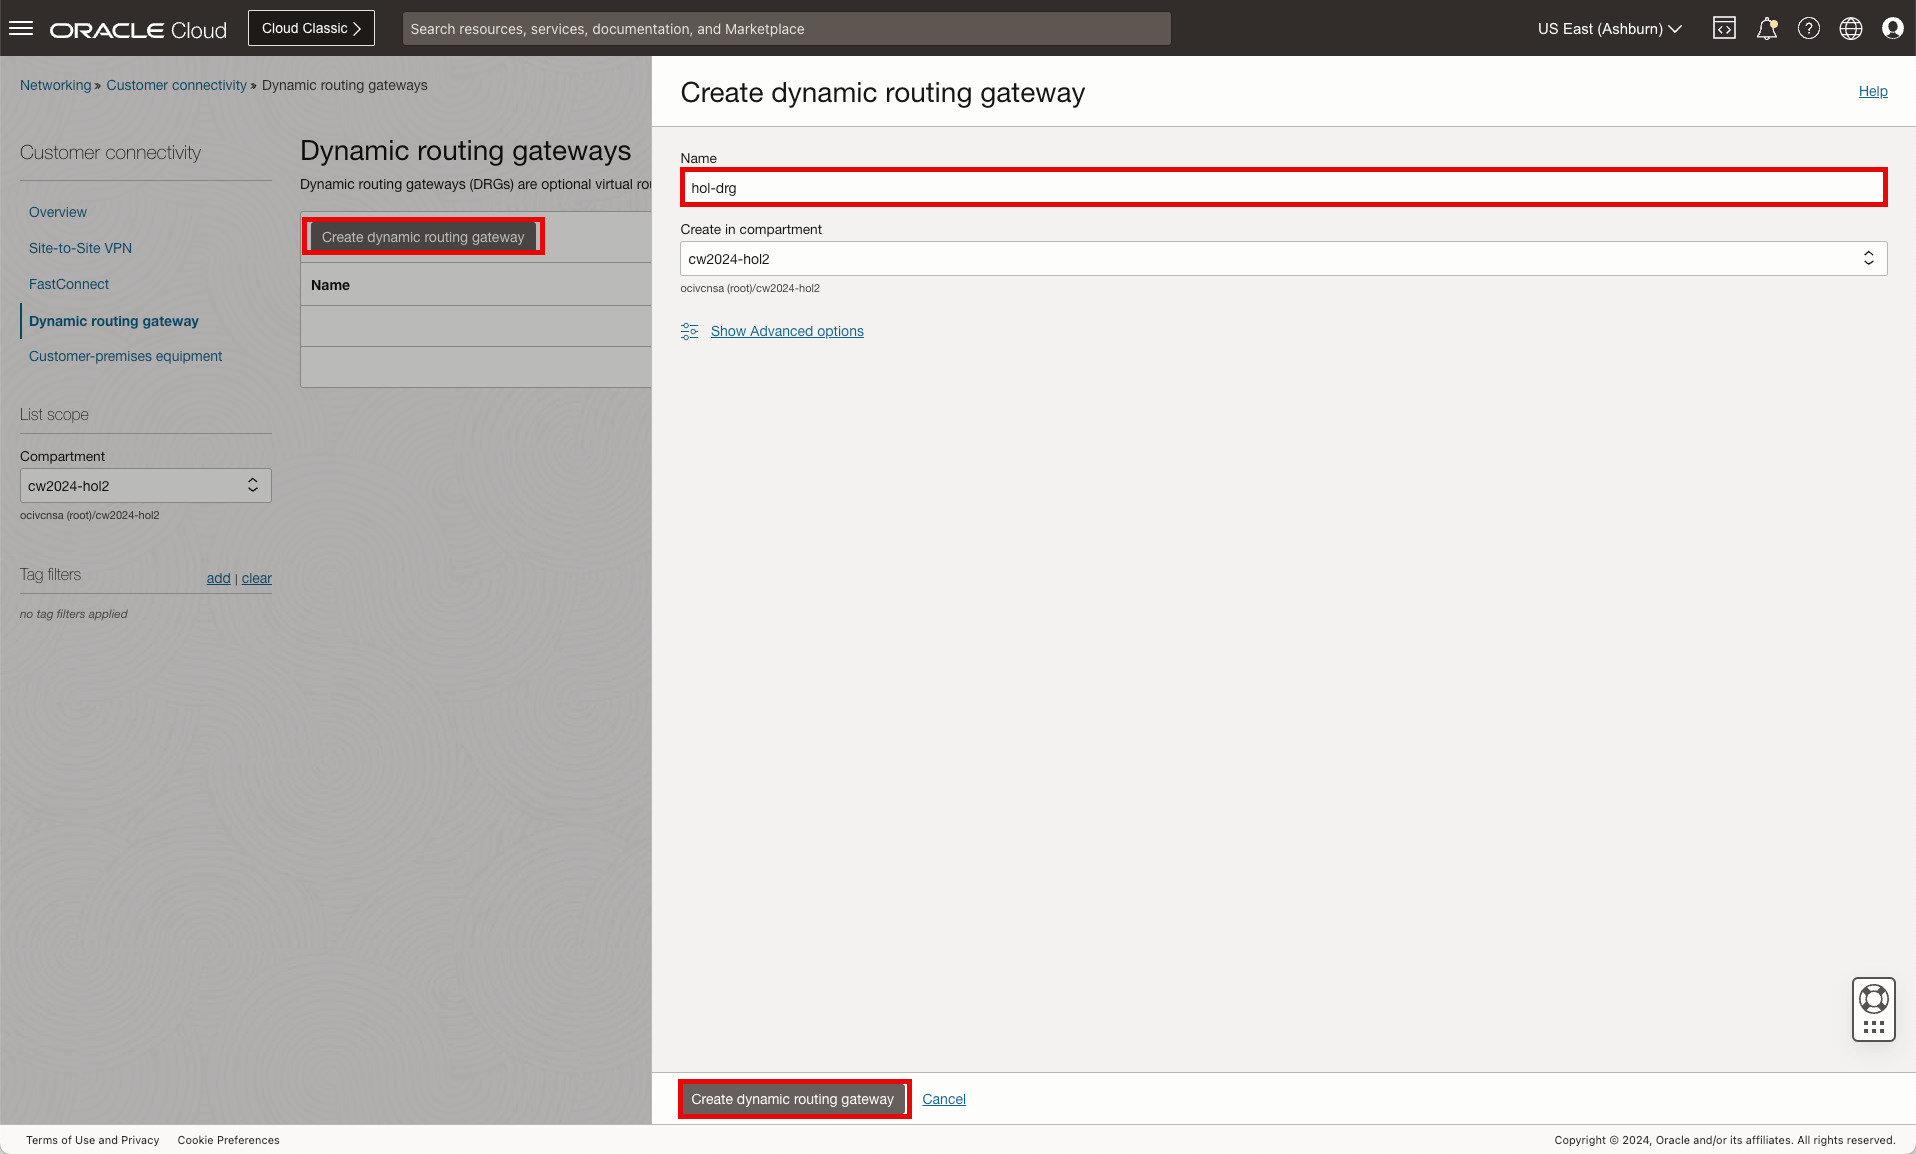 ORACLE Cloud
Cloud Classic
Search resources, services, documentation, and Marketplace
US East (Ashburn)
Networking » Customer connectivity » Dynamic routing gateways
Customer connectivity
Overview
Site-to-Site VPN
FastConnect
Dynamic routing gateway
Customer-premises equipment
List scope
Compartment
cw2024-hol2
ocivcnsa (root)/cw2024-hol2
Tag filters
add | clear
no tag filters applied
Dynamic routing gateways
Dynamic routing gateways (DRGs) are optional virtual
Create dynamic routing gateway
Name
Create dynamic routing gateway
Help
Name
hol-drg
Create in compartment
cw2024-hol2
ocivcnsa (root)/cw2024-hol2
Show Advanced options
Create dynamic routing gateway
Cancel
Terms of Use and Privacy
Cookie Preferences
Copyright © 2024, Oracle and/or its affiliates. All rights reserved.